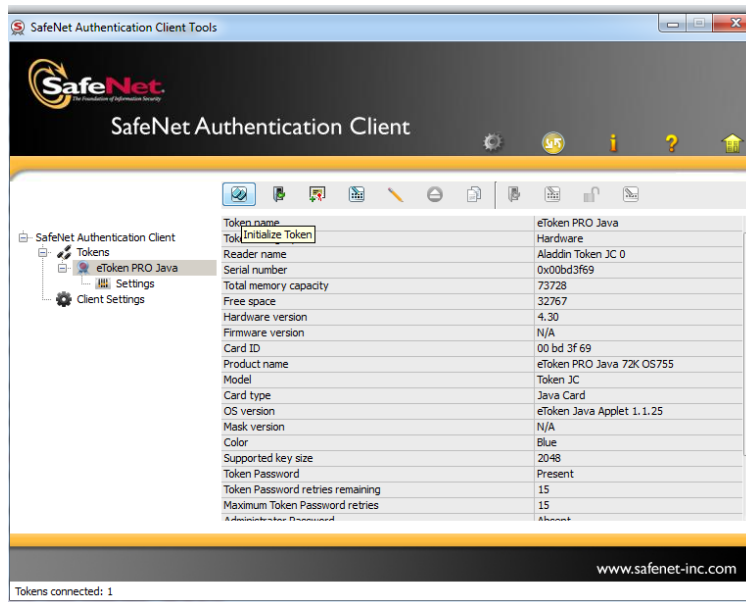 SafeNet Authentication Client Tools
SafeNet.
The Foundation of Information Security
SafeNet Authentication Client
SafeNet Authentication Client
Tokens
eToken PRO Java
Settings
Client Settings
Token name eToken PRO Java
Initialize Token
Hardware
Reader name Aladdin Token JC 0
Serial number 0x00bd3f69
Total memory capacity 73728
Free space 32767
Hardware version 4.30
Firmware version N/A
Card ID 00 bd 3f 69
Product name eToken PRO Java 72K OS755
Model Token JC
Card type Java Card
OS version eToken Java Applet 1.1.25
Mask version N/A
Color Blue
Supported key size 2048
Token Password Present
Token Password retries remaining 15
Maximum Token Password retries 15
Administrator Password Absent
www.safenet-inc.com
Tokens connected: 1